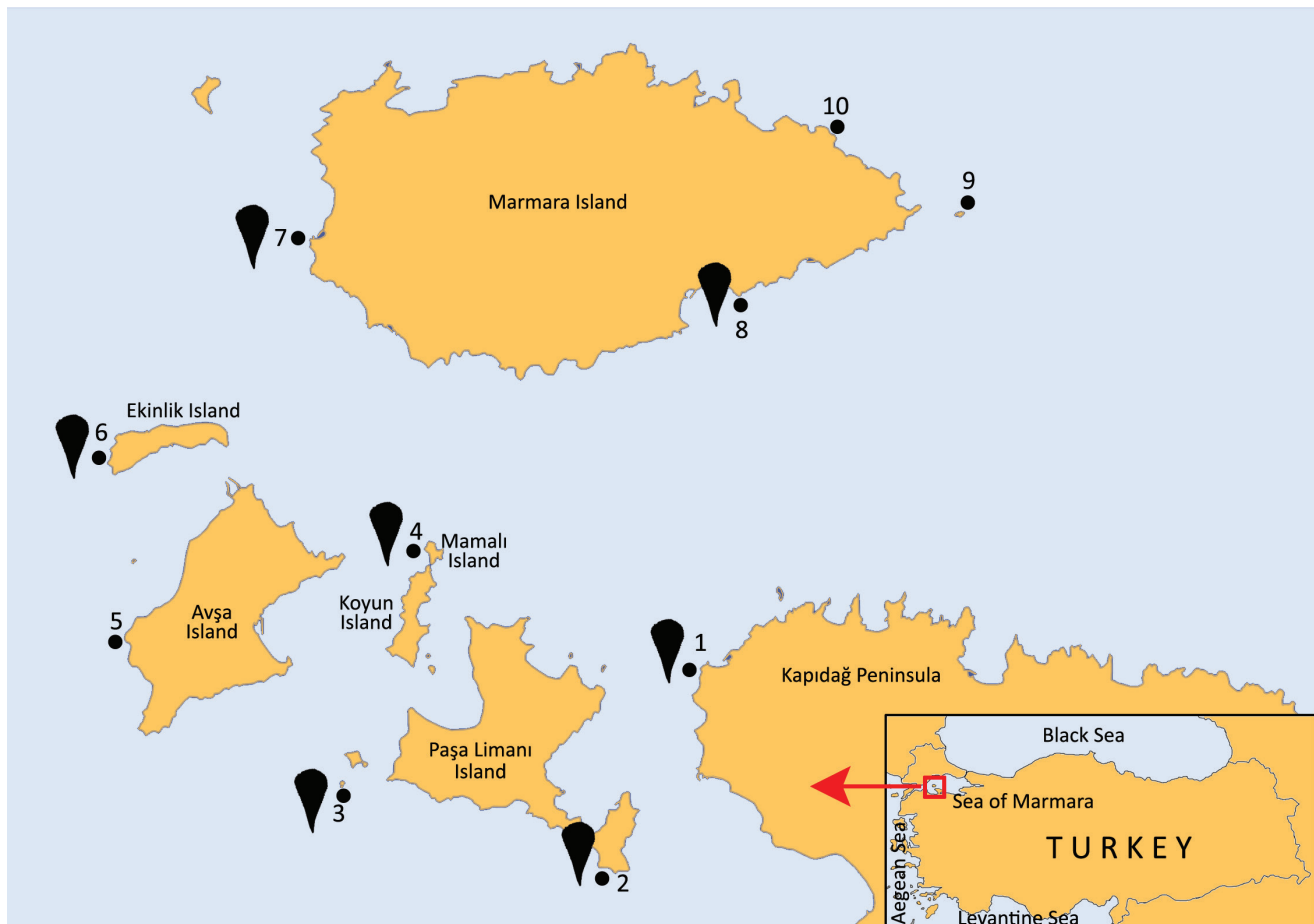 10
9
Marmara Island
7
8
Ekinlik Island
6
4
Mamalı
Island
Koyun
Island
5
Avşa
Island
1
Kapıdağ Peninsula
Paşa Limanı
Island
3
2
Black Sea
Sea of Marmara
TURKEY
Aegean Sea
Levantine Sea